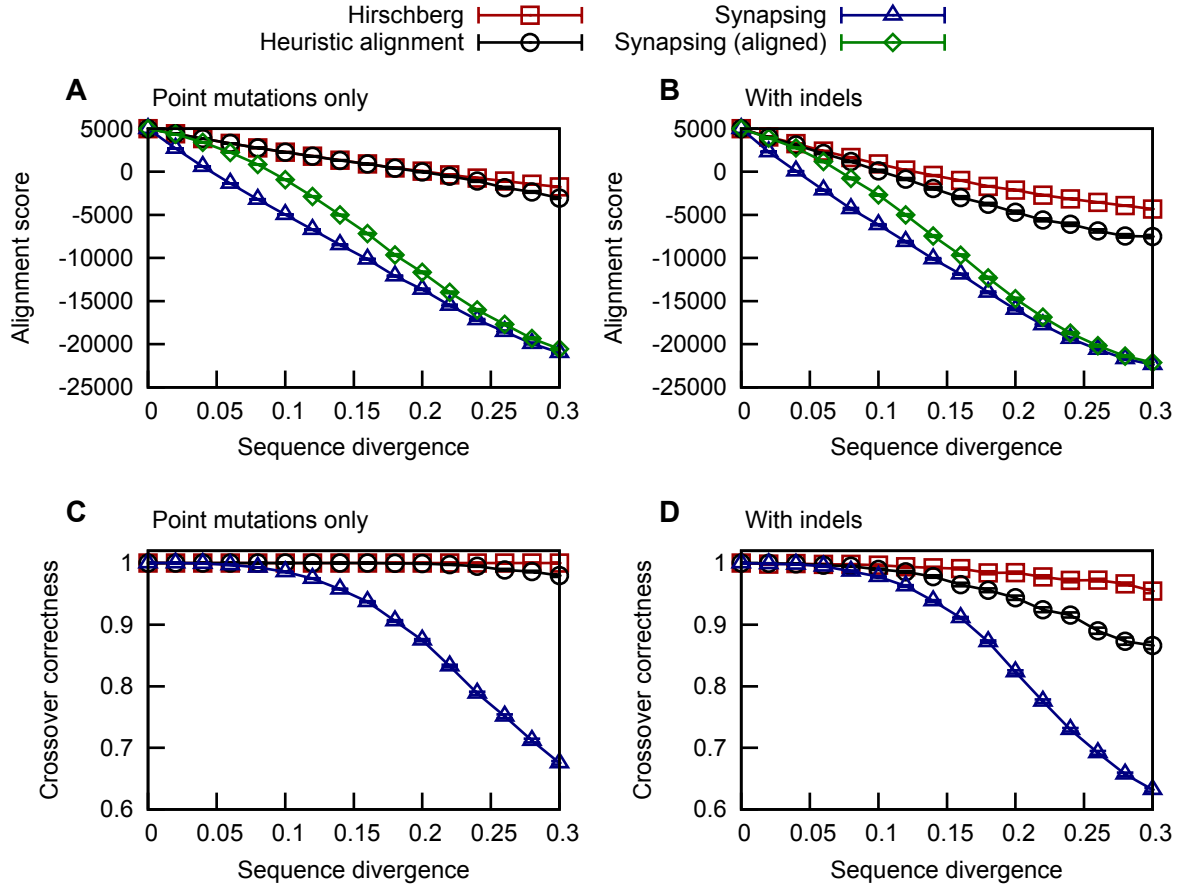 Hirschberg
Heuristic alignment
Synapsing
Synapsing (aligned)
A
Point mutations only
5000
0
-5000
-10000
-15000
-20000
-25000
Alignment score
0 0.05 0.1 0.15 0.2 0.25 0.3
Sequence divergence
B
With indels
5000
0
-5000
-10000
-15000
-20000
-25000
Alignment score
0 0.05 0.1 0.15 0.2 0.25 0.3
Sequence divergence
C
Point mutations only
1
0.9
0.8
0.7
0.6
Crossover correctness
0 0.05 0.1 0.15 0.2 0.25 0.3
Sequence divergence
D
With indels
1
0.9
0.8
0.7
0.6
Crossover correctness
0 0.05 0.1 0.15 0.2 0.25 0.3
Sequence divergence